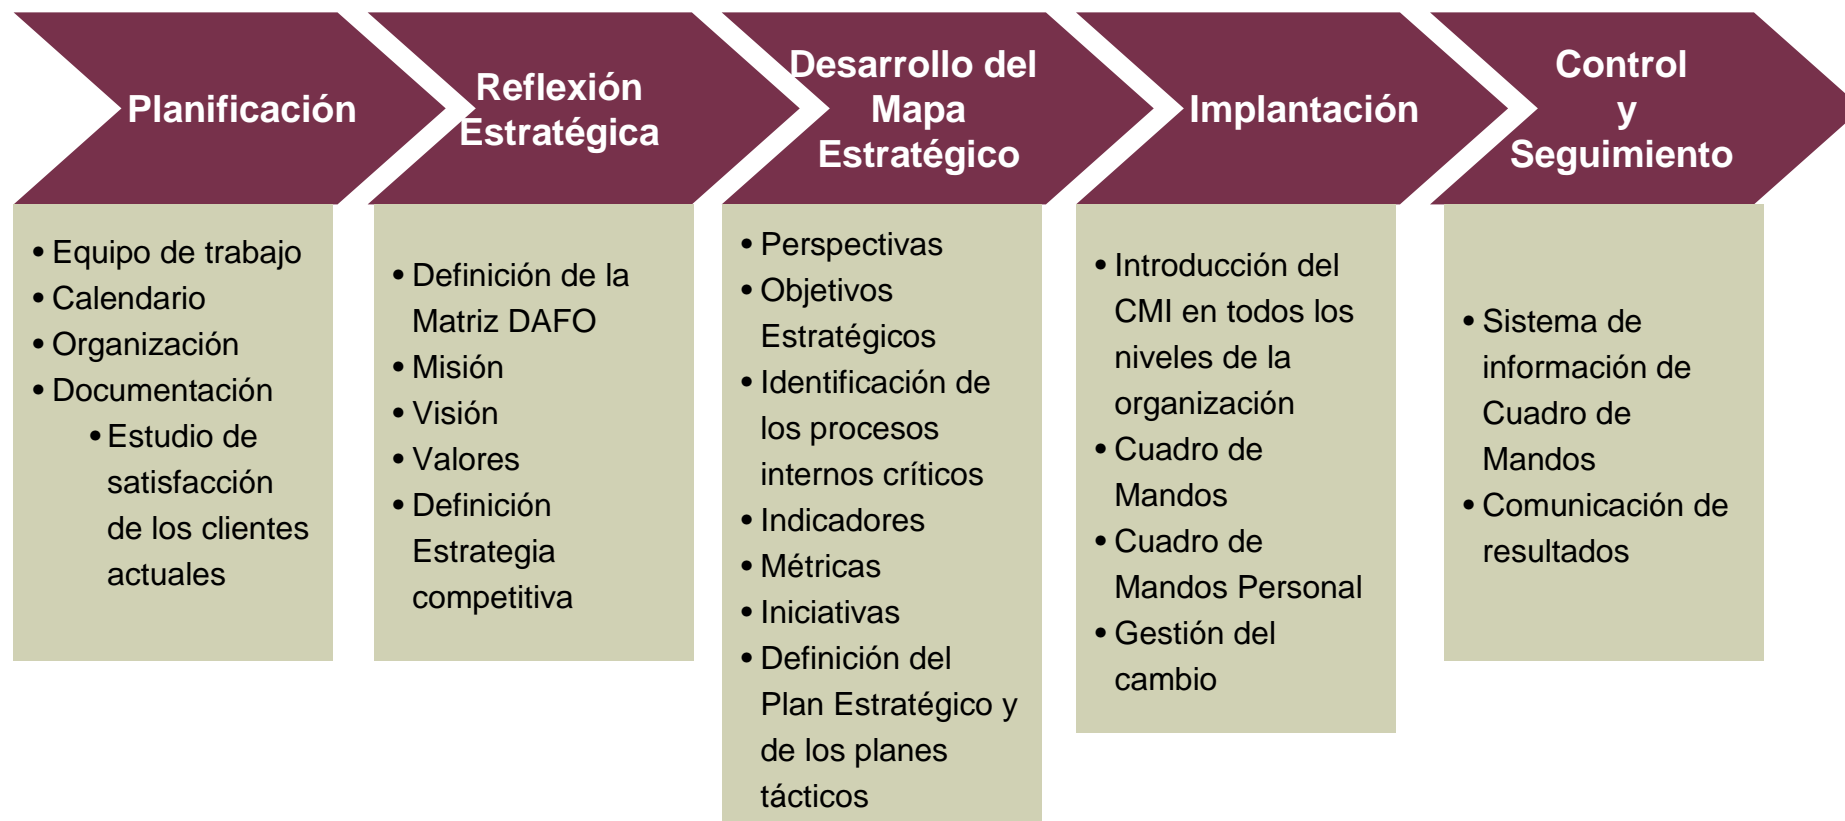 Planificación
• Equipo de trabajo
• Calendario
• Organización
• Documentación
• Estudio de
satisfacción
de los clientes
actuales
Reflexión
Estratégica
• Definición de la
Matriz DAFO
• Misión
• Visión
• Valores
• Definición
Estrategia
competitiva
Desarrollo del
Mapa
Estratégico
• Perspectivas
• Objetivos
Estratégicos
• Identificación de
los procesos
internos críticos
• Indicadores
• Métricas
• Iniciativas
• Definición del
Plan Estratégico y
de los planes
tácticos
Implantación
• Introducción del
CMI en todos los
niveles de la
organización
• Cuadro de
Mandos
• Cuadro de
Mandos Personal
• Gestión del
cambio
Control
y
Seguimiento
• Sistema de
información de
Cuadro de
Mandos
• Comunicación de
resultados